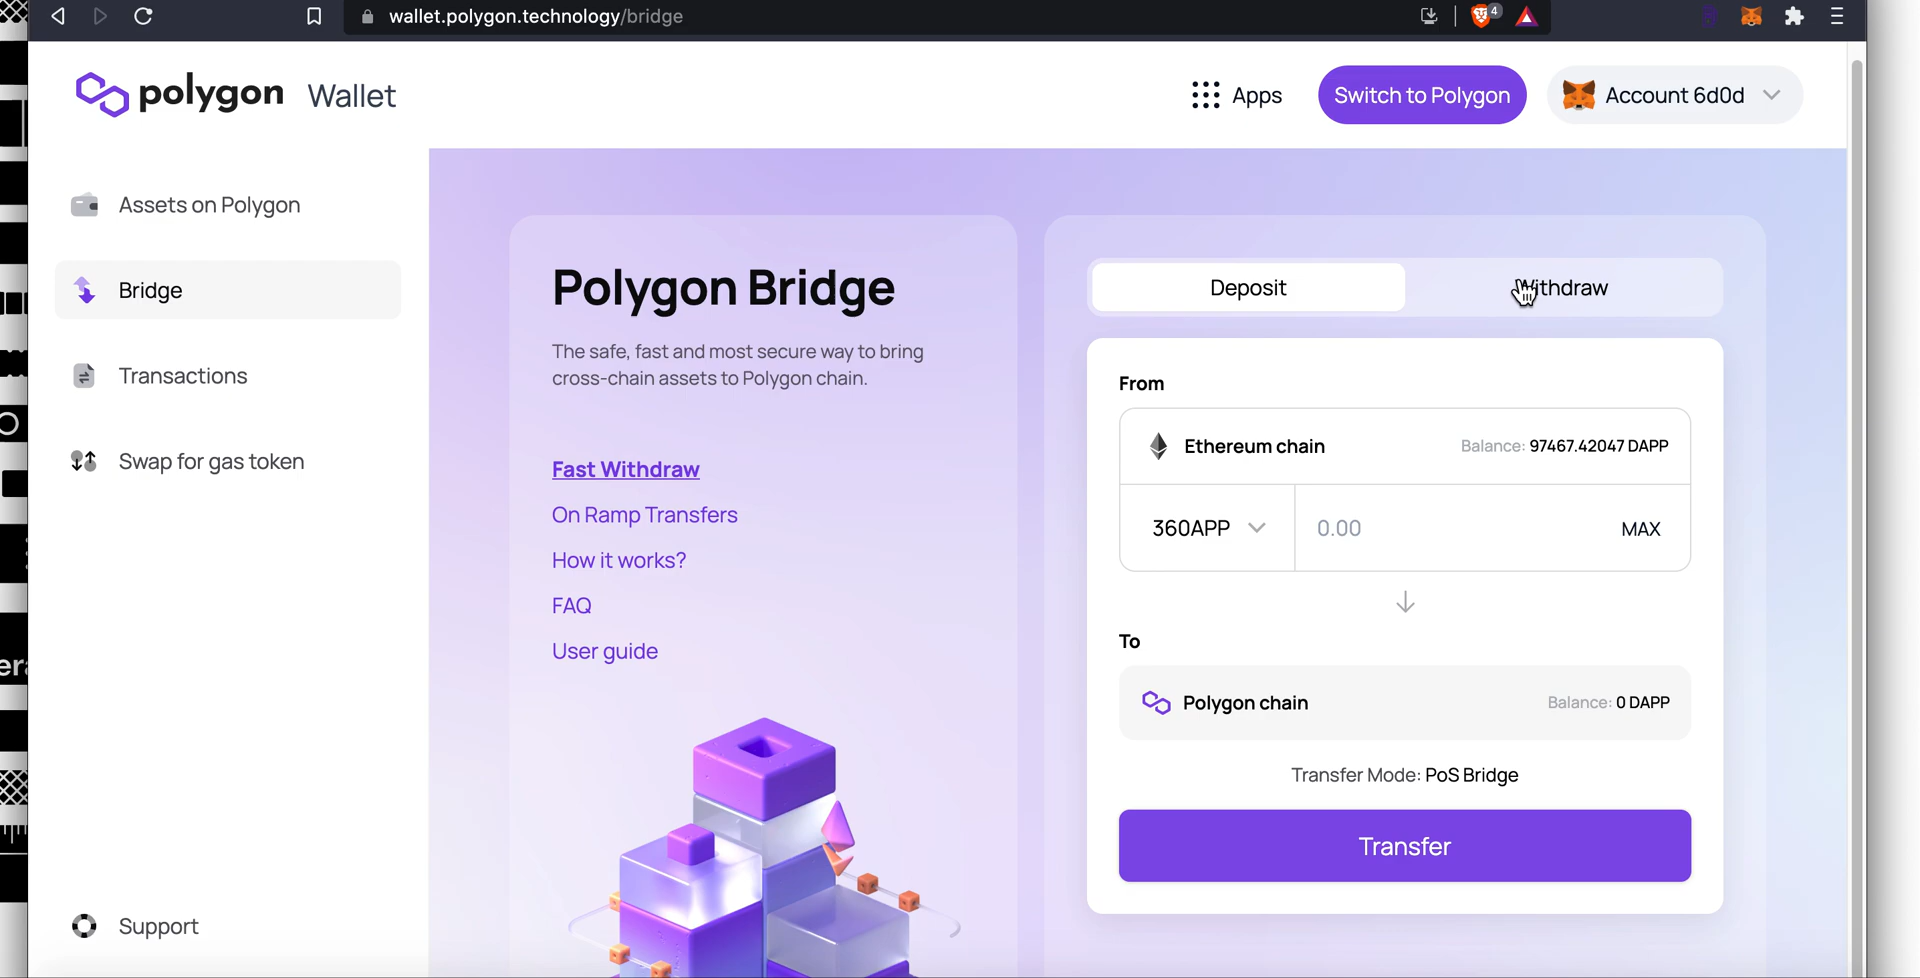 wallet.polygon.technology/bridge
4
polygon Wallet
Apps
Switch to Polygon
Account 6d0d
Assets on Polygon
Bridge
Transactions
Swap for gas token
Support
Polygon Bridge
The safe, fast and most secure way to bring
cross-chain assets to Polygon chain.
Fast Withdraw
On Ramp Transfers
How it works?
FAQ
User guide
Deposit
Withdraw
From
Ethereum chain
Balance: 97467.42047 DAPP
360APP
0.00
MAX
To
Polygon chain
Balance: 0 DAPP
Transfer Mode: PoS Bridge
Transfer